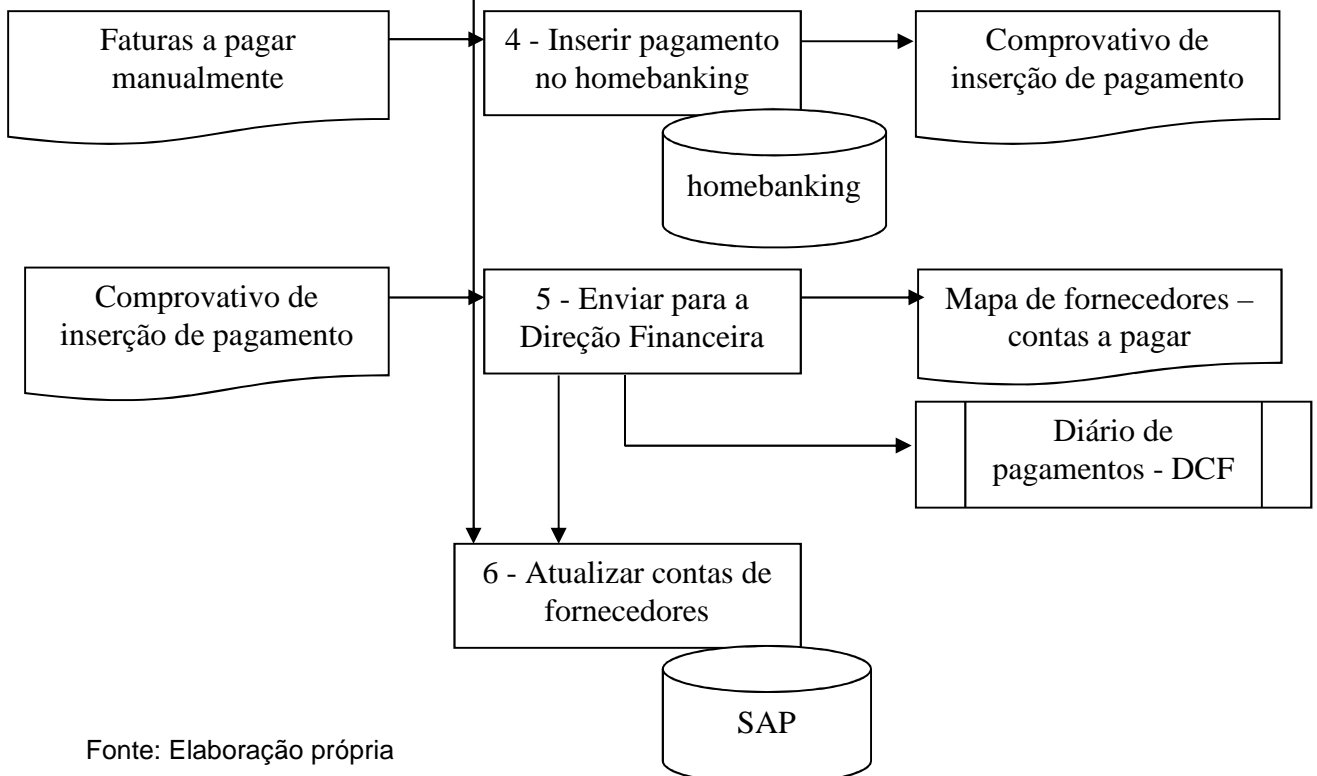 Faturas a pagar
manualmente
4 - Inserir pagamento
no homebanking
Comprovativo de
inserção de pagamento
homebanking
Comprovativo de
inserção de pagamento
5 - Enviar para a
Direção Financeira
Mapa de fornecedores –
contas a pagar
Diário de
pagamentos - DCF
6 - Atualizar contas de
fornecedores
SAP
Fonte: Elaboração própria